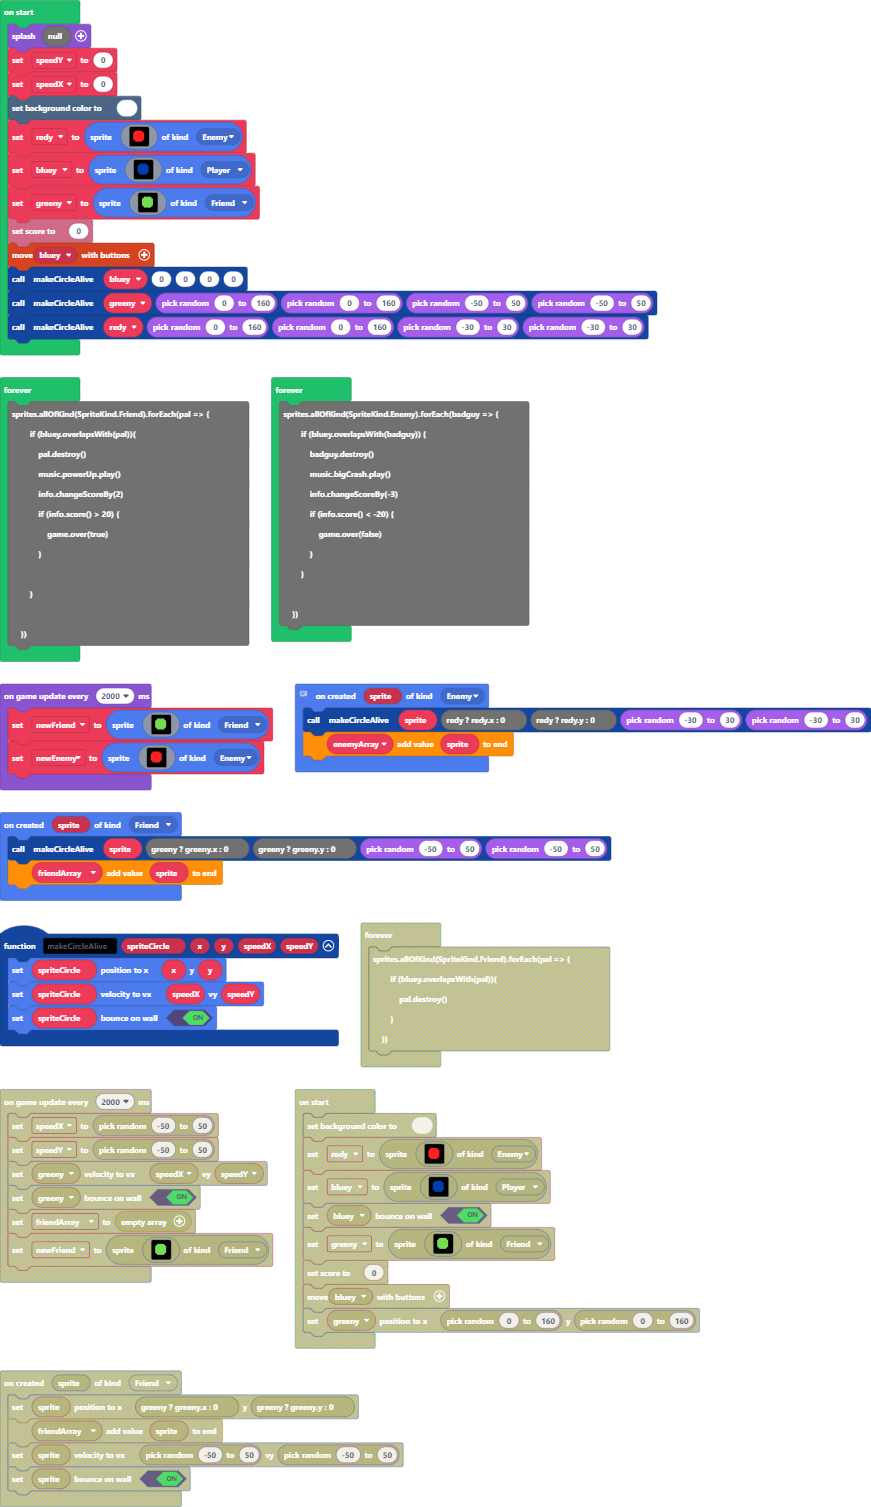 on start
splash null
set speedY to 0
set speedX to 0
set background color to
set redy to sprite of kind Enemy
set bluey to sprite of kind Player
set greeny to sprite of kind Friend
set score to 0
move bluey with buttons
call makeCircleAlive bluey 0 0 0 0
call makeCircleAlive greeny pick random 0 to 160 pick random 0 to 160 pick random -50 to 50 pick random -50 to 50
call makeCircleAlive redy pick random 0 to 160 pick random 0 to 160 pick random -30 to 30 pick random -30 to 30
forever
sprites.allOfKind(SpriteKind.Friend).forEach(pal => {
if (bluey.overlapsWith(pal)){
pal.destroy()
music.powerUp.play()
info.changeScoreBy(2)
if (info.score() > 20) {
game.over(true)
}
}
})
forever
sprites.allOfKind(SpriteKind.Enemy).forEach(badguy => {
if (bluey.overlapsWith(badguy)) {
badguy.destroy()
music.bigCrash.play()
info.changeScoreBy(-3)
if (info.score() < -20) {
game.over(false)
}
}
})
on game update every 2000 ms
set newFriend to sprite of kind Friend
set newEnemy to sprite of kind Enemy
on created sprite of kind Enemy
call makeCircleAlive sprite redy ? redy.x : 0 redy ? redy.y : 0 pick random -30 to 30 pick random -30 to 30
enemyArray add value sprite to end
on created sprite of kind Friend
call makeCircleAlive sprite greeny ? greeny.x : 0 greeny ? greeny.y : 0 pick random -50 to 50 pick random -50 to 50
friendArray add value sprite to end
function makeCircleAlive spriteCircle x y speedX speedY
set spriteCircle position to x x y y
set spriteCircle velocity to vx speedX vy speedY
set spriteCircle bounce on wall ON
forever
sprites.allOfKind(SpriteKind.Friend).forEach(pal => {
if (bluey.overlapsWith(pal)){
pal.destroy()
}
})
on game update every 2000 ms
set speedX to pick random -50 to 50
set speedY to pick random -50 to 50
set greeny velocity to vx speedX vy speedY
set greeny bounce on wall ON
set friendArray to empty array
set newFriend to sprite of kind Friend
on start
set background color to
set redy to sprite of kind Enemy
set bluey to sprite of kind Player
set bluey bounce on wall ON
set greeny to sprite of kind Friend
set score to 0
move bluey with buttons
set greeny position to x pick random 0 to 160 y pick random 0 to 160
on created sprite of kind Friend
set sprite position to x greeny ? greeny.x : 0 y greeny ? greeny.y : 0
friendArray add value sprite to end
set sprite velocity to vx pick random -50 to 50 vy pick random -50 to 50
set sprite bounce on wall ON